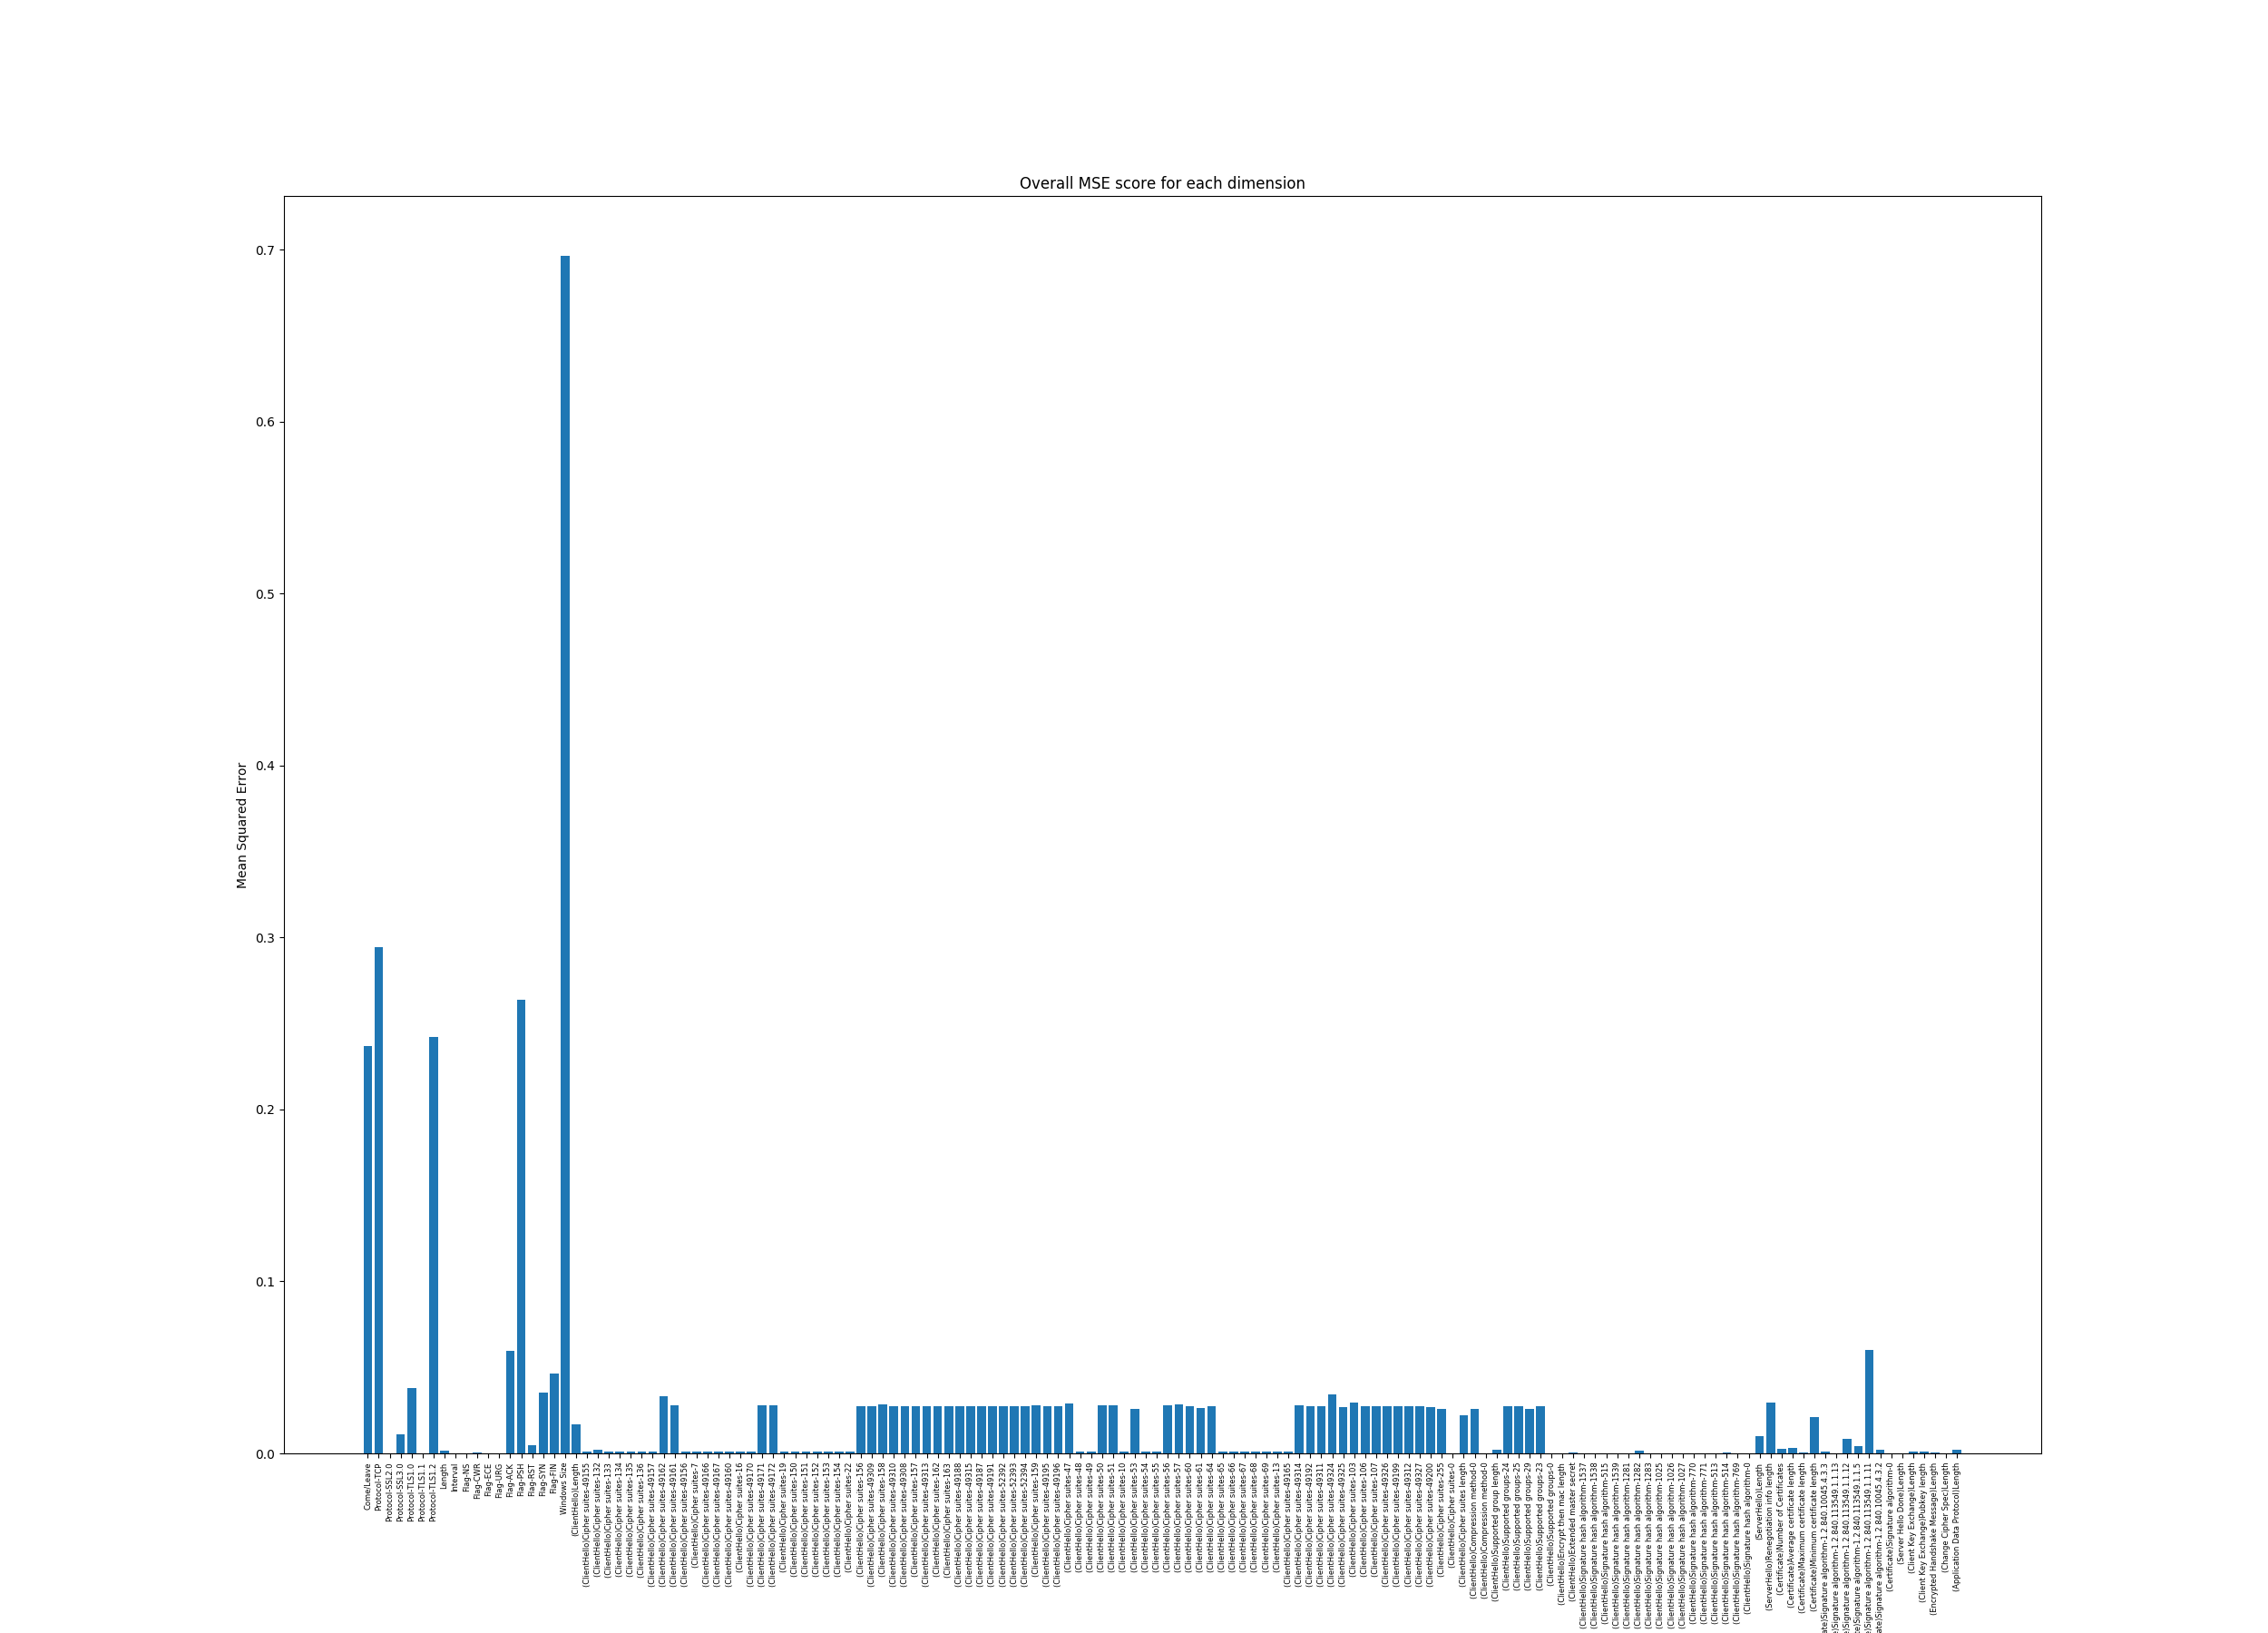 Overall MSE score for each dimension
0.7
0.6
0.5
0.4
0.3
0.2
0.1
0.0
Mean Squared Error
Come/Leave
Protocol-TCP
Protocol-SSL2.0
Protocol-SSL3.0
Protocol-TLS1.0
Protocol-TLS1.1
Protocol-TLS1.2
Length
Interval
Flag-NS
Flag-CWR
Flag-ECE
Flag-URG
Flag-ACK
Flag-PSH
Flag-RST
Flag-SYN
Flag-FIN
Windows Size
(ClientHello)Length
(ClientHello)Cipher suites-49155
(ClientHello)Cipher suites-132
(ClientHello)Cipher suites-133
(ClientHello)Cipher suites-134
(ClientHello)Cipher suites-135
(ClientHello)Cipher suites-136
(ClientHello)Cipher suites-49157
(ClientHello)Cipher suites-49162
(ClientHello)Cipher suites-49161
(ClientHello)Cipher suites-49156
(ClientHello)Cipher suites-7
(ClientHello)Cipher suites-49166
(ClientHello)Cipher suites-49167
(ClientHello)Cipher suites-49160
(ClientHello)Cipher suites-16
(ClientHello)Cipher suites-49170
(ClientHello)Cipher suites-49171
(ClientHello)Cipher suites-49172
(ClientHello)Cipher suites-19
(ClientHello)Cipher suites-150
(ClientHello)Cipher suites-151
(ClientHello)Cipher suites-152
(ClientHello)Cipher suites-153
(ClientHello)Cipher suites-154
(ClientHello)Cipher suites-22
(ClientHello)Cipher suites-156
(ClientHello)Cipher suites-49309
(ClientHello)Cipher suites-158
(ClientHello)Cipher suites-49310
(ClientHello)Cipher suites-49308
(ClientHello)Cipher suites-157
(ClientHello)Cipher suites-49313
(ClientHello)Cipher suites-162
(ClientHello)Cipher suites-163
(ClientHello)Cipher suites-49188
(ClientHello)Cipher suites-49315
(ClientHello)Cipher suites-49187
(ClientHello)Cipher suites-49191
(ClientHello)Cipher suites-52392
(ClientHello)Cipher suites-52393
(ClientHello)Cipher suites-52394
(ClientHello)Cipher suites-159
(ClientHello)Cipher suites-49195
(ClientHello)Cipher suites-49196
(ClientHello)Cipher suites-47
(ClientHello)Cipher suites-48
(ClientHello)Cipher suites-49
(ClientHello)Cipher suites-50
(ClientHello)Cipher suites-51
(ClientHello)Cipher suites-10
(ClientHello)Cipher suites-53
(ClientHello)Cipher suites-54
(ClientHello)Cipher suites-55
(ClientHello)Cipher suites-56
(ClientHello)Cipher suites-57
(ClientHello)Cipher suites-60
(ClientHello)Cipher suites-61
(ClientHello)Cipher suites-64
(ClientHello)Cipher suites-65
(ClientHello)Cipher suites-66
(ClientHello)Cipher suites-67
(ClientHello)Cipher suites-68
(ClientHello)Cipher suites-69
(ClientHello)Cipher suites-13
(ClientHello)Cipher suites-49165
(ClientHello)Cipher suites-49314
(ClientHello)Cipher suites-49192
(ClientHello)Cipher suites-49311
(ClientHello)Cipher suites-49324
(ClientHello)Cipher suites-49325
(ClientHello)Cipher suites-103
(ClientHello)Cipher suites-106
(ClientHello)Cipher suites-107
(ClientHello)Cipher suites-49326
(ClientHello)Cipher suites-49199
(ClientHello)Cipher suites-49312
(ClientHello)Cipher suites-49327
(ClientHello)Cipher suites-49200
(ClientHello)Cipher suites-255
(ClientHello)Cipher suites-0
(ClientHello)Cipher suites length
(ClientHello)Compression method-0
(ClientHello)Compression method-0
(ClientHello)Supported group length
(ClientHello)Supported groups-24
(ClientHello)Supported groups-25
(ClientHello)Supported groups-29
(ClientHello)Supported groups-23
(ClientHello)Supported groups-0
(ClientHello)Encrypt then mac length
(ClientHello)Extended master secret
(ClientHello)Signature hash algorithm-1537
(ClientHello)Signature hash algorithm-1538
(ClientHello)Signature hash algorithm-515
(ClientHello)Signature hash algorithm-1539
(ClientHello)Signature hash algorithm-1281
(ClientHello)Signature hash algorithm-1282
(ClientHello)Signature hash algorithm-1283
(ClientHello)Signature hash algorithm-1025
(ClientHello)Signature hash algorithm-1026
(ClientHello)Signature hash algorithm-1027
(ClientHello)Signature hash algorithm-770
(ClientHello)Signature hash algorithm-771
(ClientHello)Signature hash algorithm-513
(ClientHello)Signature hash algorithm-514
(ClientHello)Signature hash algorithm-769
(ClientHello)Signature hash algorithm-0
(ServerHello)Length
(ServerHello)Renegotiation info length
(Certificate)Number of Certificates
(Certificate)Average certificate length
(Certificate)Maximum certificate length
(Certificate)Minimum certificate length
ate)Signature algorithm-1.2.840.10045.4.3.3
e)Signature algorithm-1.2.840.113549.1.1.13
e)Signature algorithm-1.2.840.113549.1.1.12
te)Signature algorithm-1.2.840.113549.1.1.5
e)Signature algorithm-1.2.840.113549.1.1.11
ate)Signature algorithm-1.2.840.10045.4.3.2
(Certificate)Signature algorithm-0
(Server Hello Done)Length
(Client Key Exchange)Length
(Client Key Exchange)Pubkey length
(Encrypted Handshake Message)Length
(Change Cipher Spec)Length
(Application Data Protocol)Length